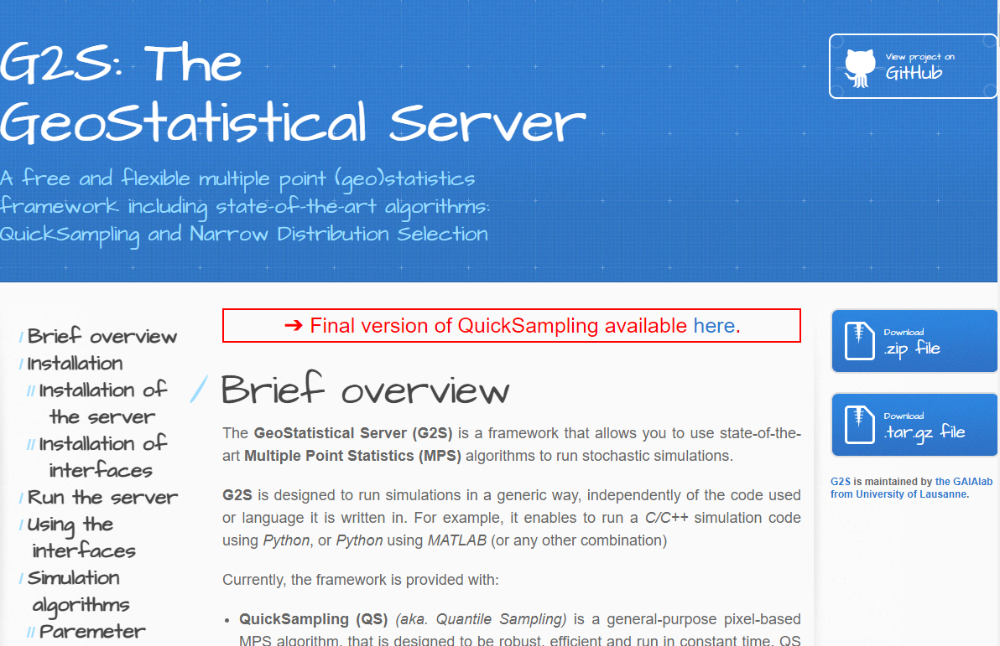 G2S: The
GeoStatistical Server
A free and flexible multiple point (geo)statistics
framework including state-of-the-art algorithms:
QuickSampling and Narrow Distribution Selection
View project on
GitHub
/ Brief overview
/ Installation
// Installation of
the server
// Installation of
interfaces
/ Run the server
/ Using the
interfaces
/ Simulation
algorithms
// Paremeter
➔ Final version of QuickSampling available here.
/ Brief overview
The GeoStatistical Server (G2S) is a framework that allows you to use state-of-the-
art Multiple Point Statistics (MPS) algorithms to run stochastic simulations.
G2S is designed to run simulations in a generic way, independently of the code used
or language it is written in. For example, it enables to run a C/C++ simulation code
using Python, or Python using MATLAB (or any other combination)
Currently, the framework is provided with:
• QuickSampling (QS) (aka. Quantile Sampling) is a general-purpose pixel-based
MPS algorithm, that is designed to be robust, efficient and run in constant time. QS
Download
.zip file
Download
.tar.gz file
G2S is maintained by the GAIAlab
from University of Lausanne.